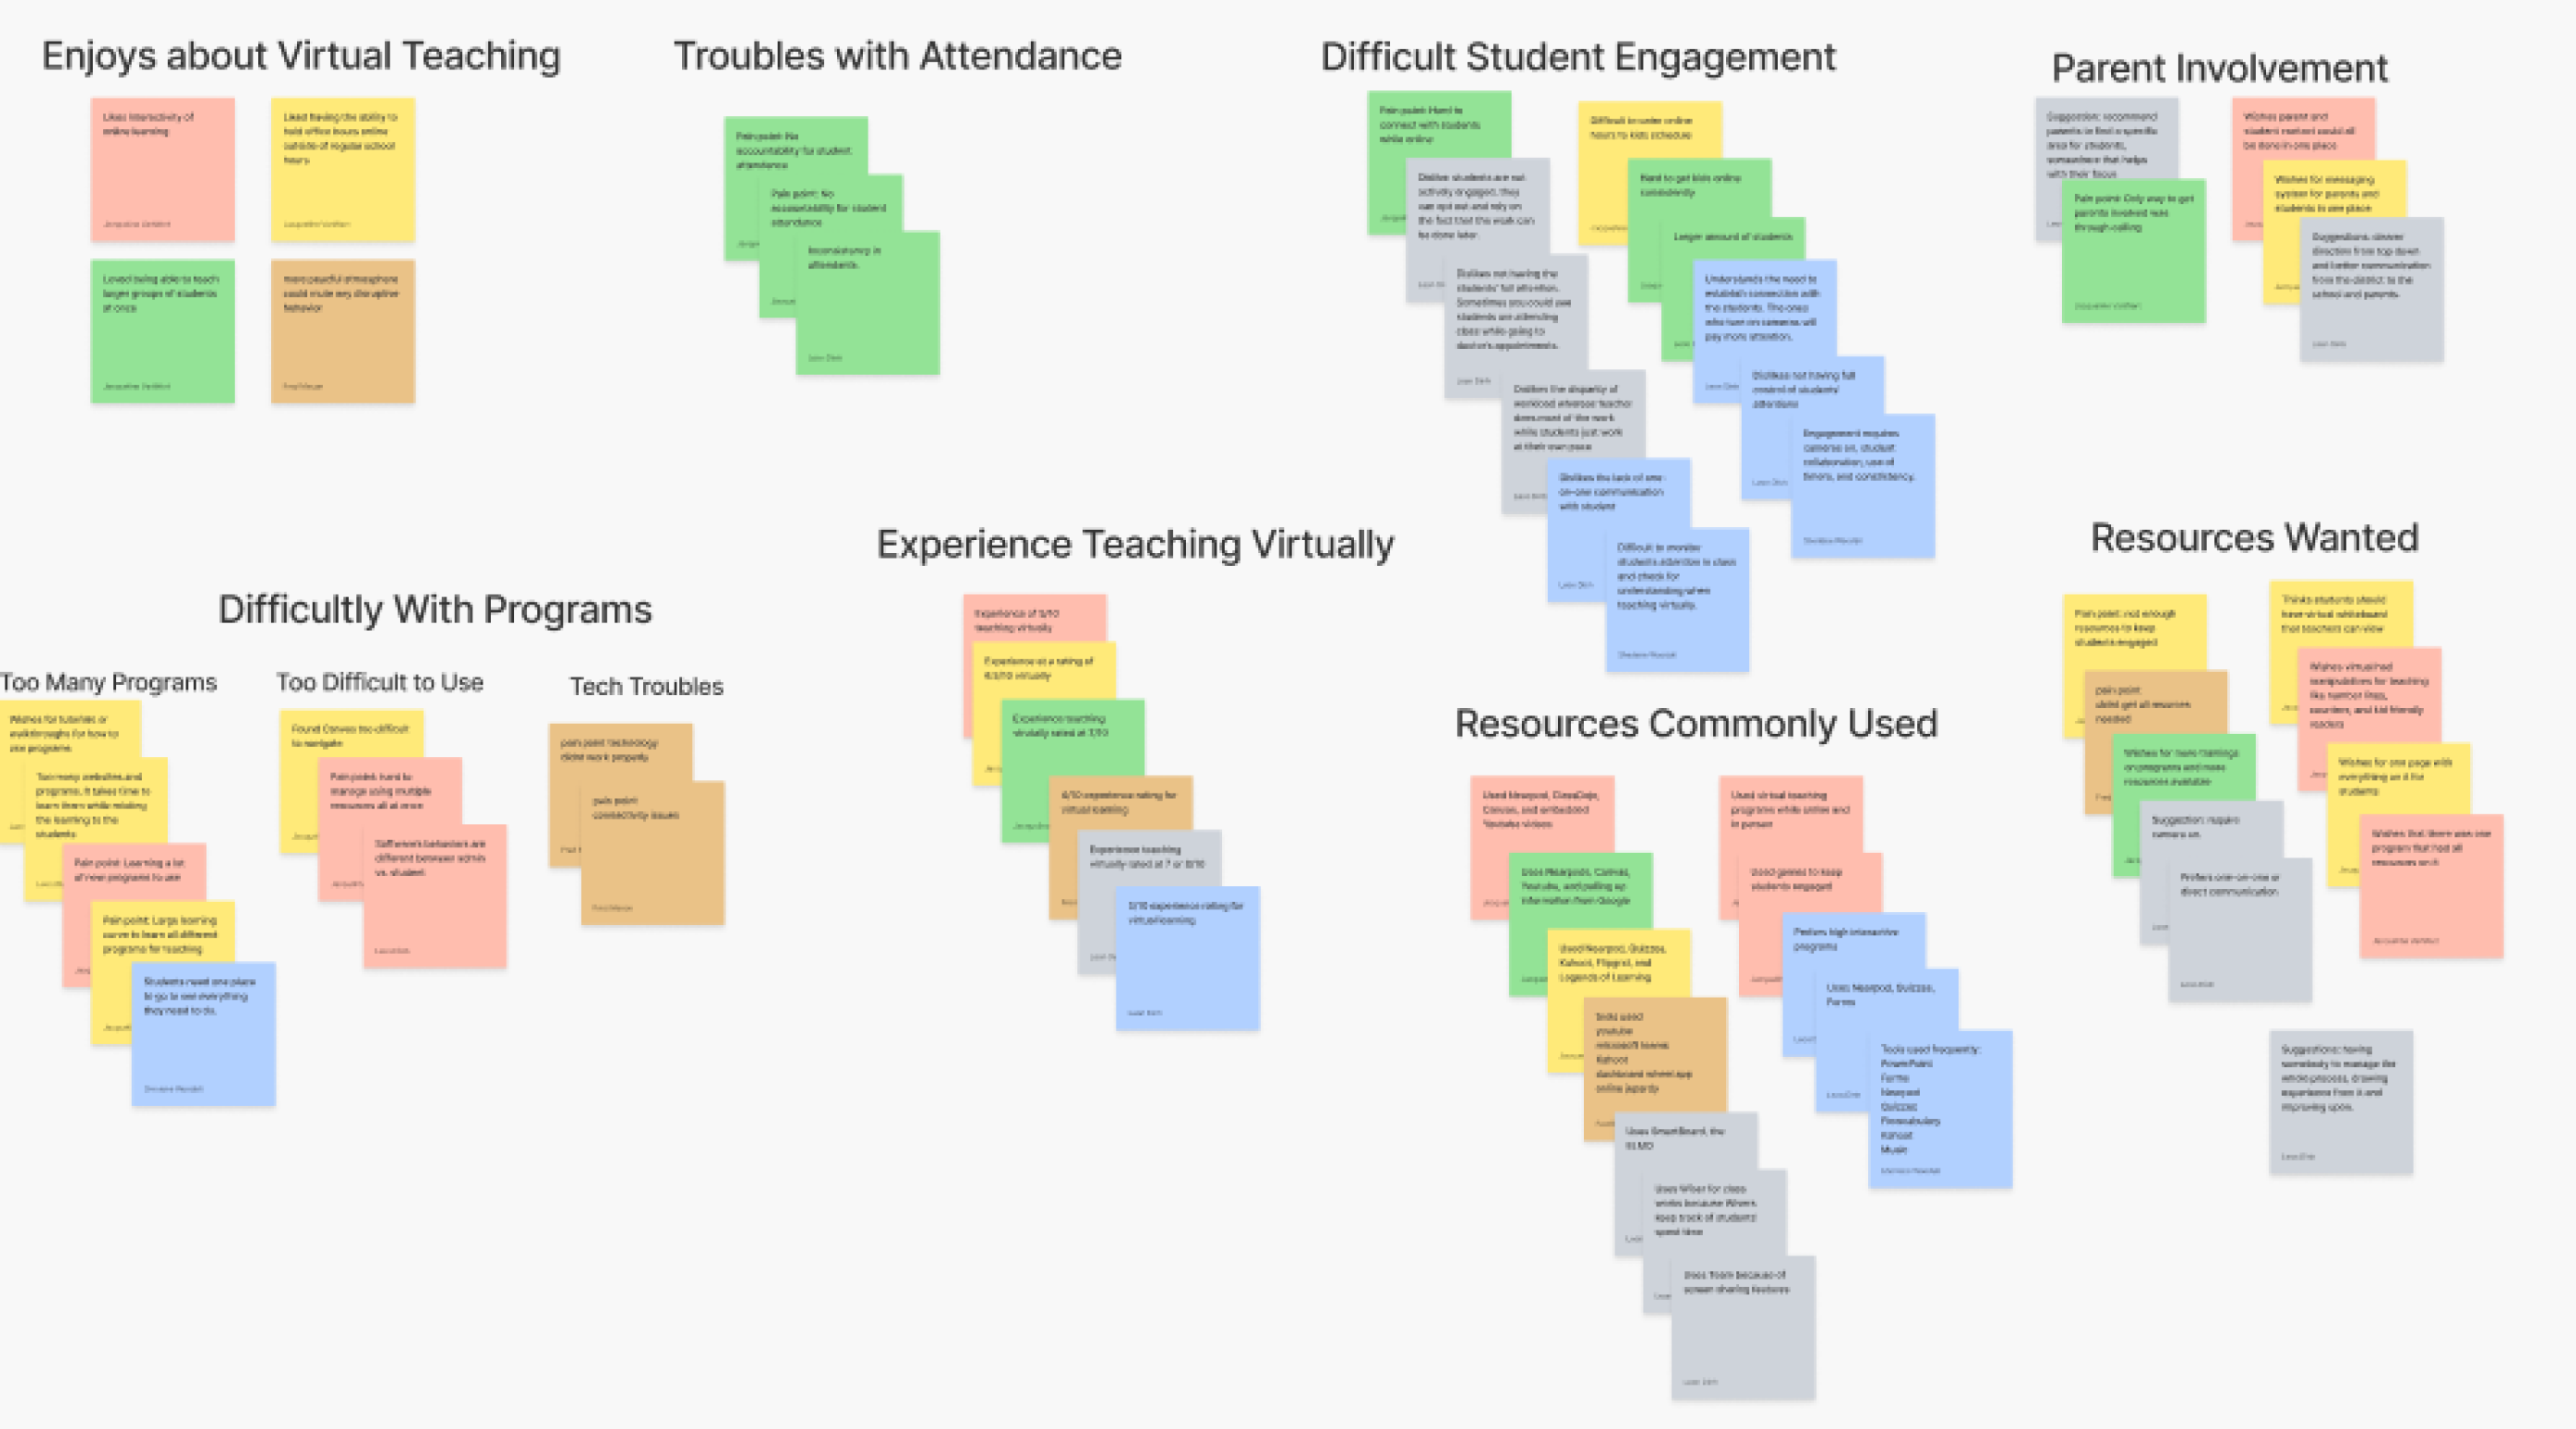 Enjoys about Virtual Teaching
Likes interactivity of
online learning
Liked having the ability to
hold office hours online
outside of regular school
hours
Loved being able to teach
larger groups of students
at once
more peacful atmosphere
could mute any disruptive
behavior
Troubles with Attendance
Pain point: No
accountability for student
attendance
Pain point: No
accountability for student
attendance
Inconsistency in
Difficult Student Engagement
Pain point: Hard to
connect with students
while online
Dislike students are not
actively engaged, they
can opt out and rely on
the fact that the work can
be done later.
Dislikes not having the
students' full attention.
Sometimes you could see
students are attending
class while going to
doctor's appointments.
Dislikes the disparity of
workload whereas teacher
does most of the work
while students just work
at their own pace
Dislikes the lack of one-
on-one communication
with student
Difficult to monitor
students attention in class
and check for
understanding when
teaching virtually.
Difficult to cater online
hours to kids schedule
Hard to get kids online
consistently
Larger amount of students
Understands the need to
establish connection with
the students. The ones
who turn on cameras will
pay more attention.
Dislikes not having full
control of students'
attentions
Engagement requires
cameras on, student
collaboration, use of
timers, and consistency.
Parent Involvement
Suggestion: recommend
parents to find a specific
area for students,
somewhere that helps
with their focus
Pain point: Only way to get
parents involved was
through calling
Wishes parent and
student contact could all
be done in one place
Wishes for messaging
system for parents and
students in one place
Suggestions: clearer
direction from top down
and better communication
from the district to the
school and parents.
Difficultly With Programs
Too Many Programs
Wishes for tutorials or
walkthroughs for how to
use programs
Too many websites and
programs. It takes time to
learn them while relating
the learning to the
students
Pain point: Learning a lot
of new programs to use
Pain point: Large learning
curve to learn all different
programs for teaching
Students need one place
to go to see everything
they need to do.
Too Difficult to Use
Found Canvas too difficult
to navigate
Pain point: hard to
manage using multiple
resources all at once
Software's behaviors are
different between admin
vs. student
Tech Troubles
pain point technology
didnt work properly
pain point
connectivity issues
Experience Teaching Virtually
Experience of 5/10
teaching virtually
Experience at a rating of
virtually
Experience teaching
virtually rated at 7/10
experience rating for
virtual learning
Experience teaching
virtually rated at 7 or 8/10
experience rating for
virtual learning
Resources Commonly Used
Used Nearpod, ClassDojo,
Canvas, and embedded
Youtube videos
Uses Nearpods, Canvas,
Youtube, and pulling up
information from Google
Used Nearpod, Quizzes,
Kahoot, Flipgrid, and
Legends of Learning
tools used
youtube
microsoft teams
Kahoot
dashboard wheel app
online jepardy
Uses SmartBoard, the
ELMO
Uses Wixer for class
works because Wixers
keep track of students'
spend time
Uses Team because of
screen sharing features
Used virtual teaching
programs while online and
in person
Used games to keep
students engaged
Prefers high interactive
programs
Uses Nearpod, Quizzes,
Forms
Tools used frequently:
PowerPoint
Forms
Nearpod
Quizzes
Flocabulary
Kahoot
Music
Resources Wanted
Pain point: not enough
resources to keep
students engaged
pain point
didnt get all resources
needed
Wishes for more trainings
on programs and more
resources available
Suggestion: require
camera on.
Prefers one-on-one or
direct communication
Thinks students should
have virtual whiteboard
that teachers can view
Wishes virtual had
manipulatives for teaching
like number lines,
counters, and kid friendly
readers
Wishes for one page with
everything on it for
students
Wishes that there was one
program that had all
resources on it
Suggestions: having
somebody to manage the
whole process, drawing
experience from it and
improving upon.